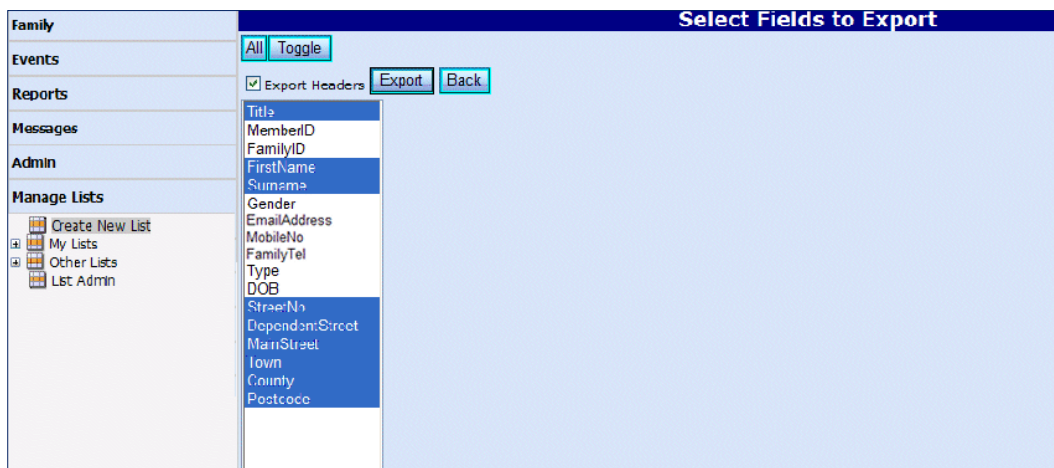 Select Fields to Export
Family
Events
Reports
Messages
Admin
Manage Lists
Create New List
My Lists
Other Lists
List Admin
All Toggle
Export Headers Export Back
Title
MemberID
FamilyID
FirstName
Surname
Gender
EmailAddress
MobileNo
FamilyTel
Type
DOB
StreetNo
DependentStreet
MainStreet
Town
County
Postcode